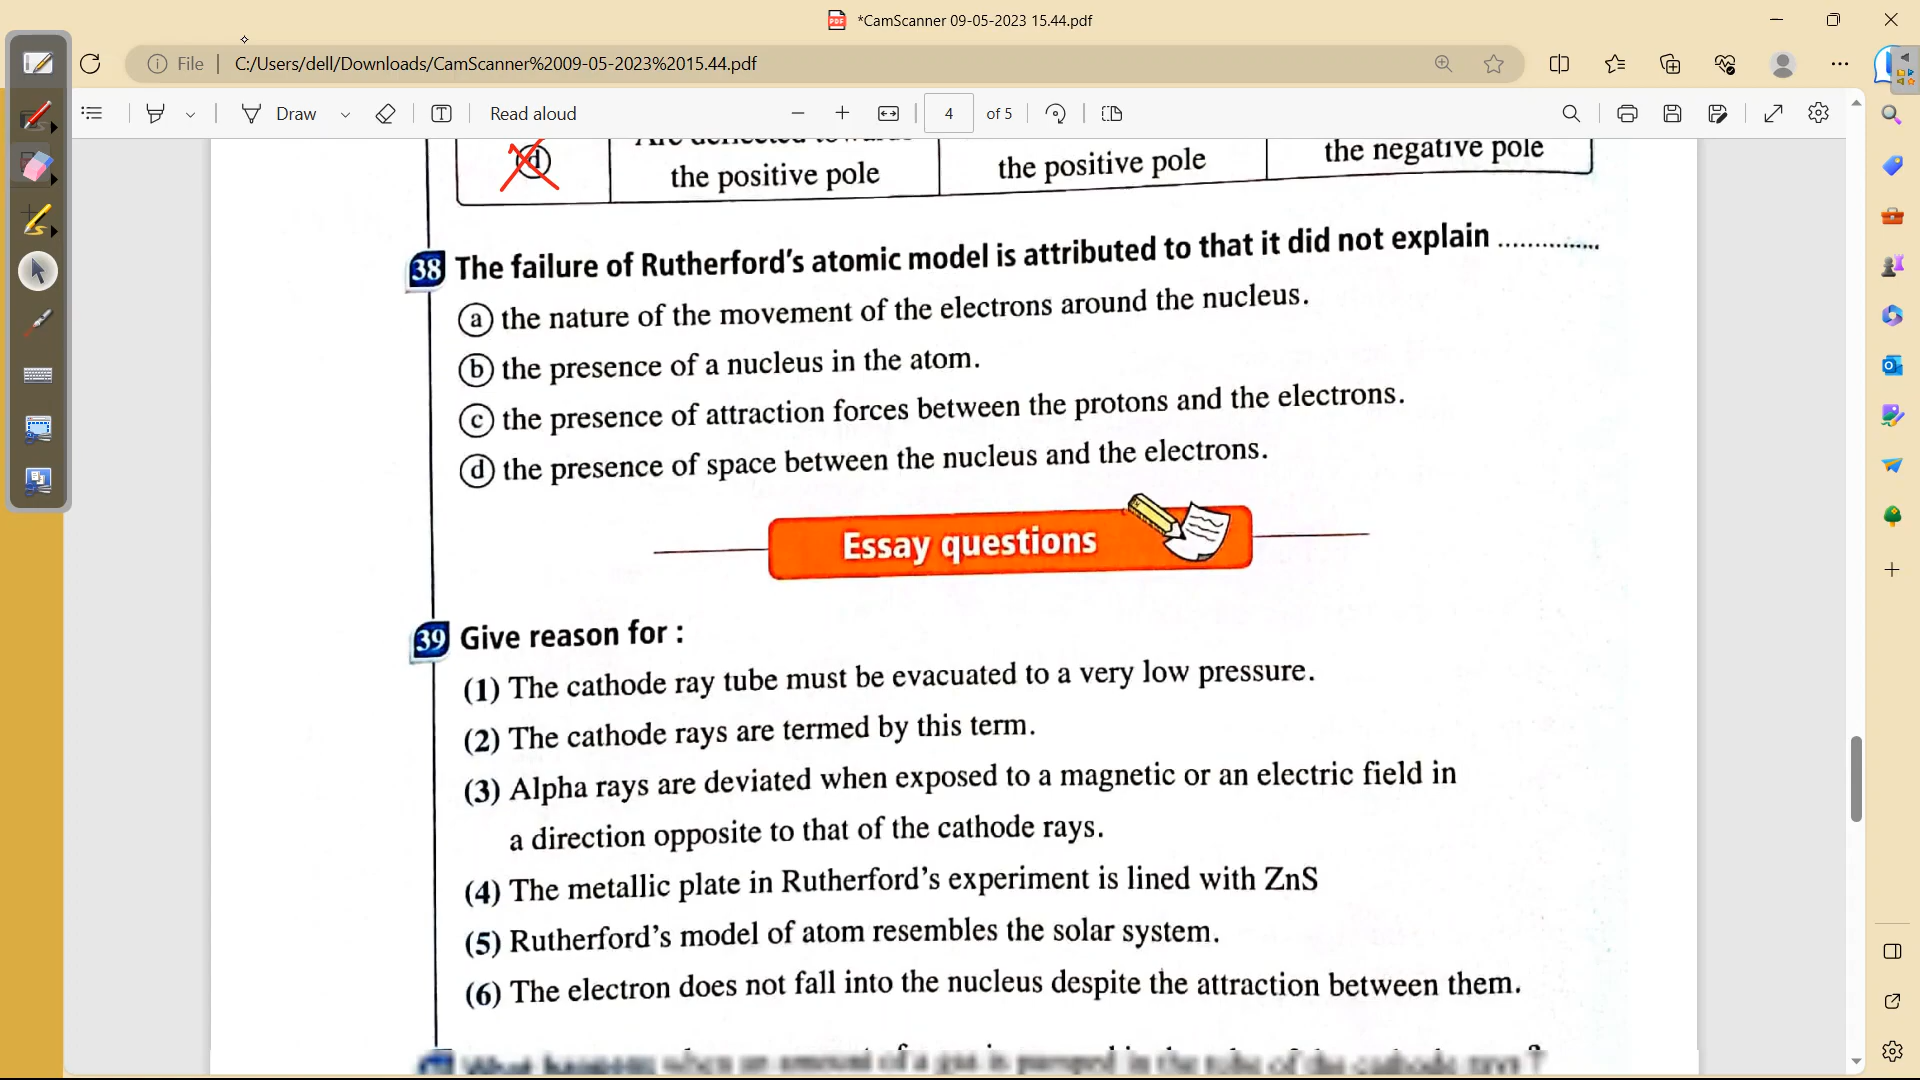 *CamScanner 09-05-2023 15.44.pdf
File
C:/Users/dell/Downloads/CamScanner%2009-05-2023%2015.44.pdf
Draw
Read aloud
4 of 5
d
the positive pole
the positive pole
the negative pole
38 The failure of Rutherford's atomic model is attributed to that it did not explain ...............
a the nature of the movement of the electrons around the nucleus.
b the presence of a nucleus in the atom.
c the presence of attraction forces between the protons and the electrons.
d the presence of space between the nucleus and the electrons.
Essay questions
39 Give reason for :
(1) The cathode ray tube must be evacuated to a very low pressure.
(2) The cathode rays are termed by this term.
(3) Alpha rays are deviated when exposed to a magnetic or an electric field in
a direction opposite to that of the cathode rays.
(4) The metallic plate in Rutherford's experiment is lined with ZnS
(5) Rutherford's model of atom resembles the solar system.
(6) The electron does not fall into the nucleus despite the attraction between them.